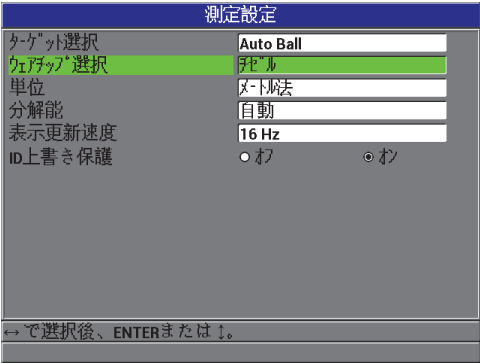 測定設定
ﾀｰｹﾞｯﾄ選択 Auto Ball
ｳｪｱﾁｯﾌﾟ選択 ﾁｾﾞﾙ
単位 ﾒｰﾄﾙ法
分解能 自動
表示更新速度 16 Hz
ID上書き保護 ｵﾌ ｵﾝ
↔で選択後、ENTERまたは↕。